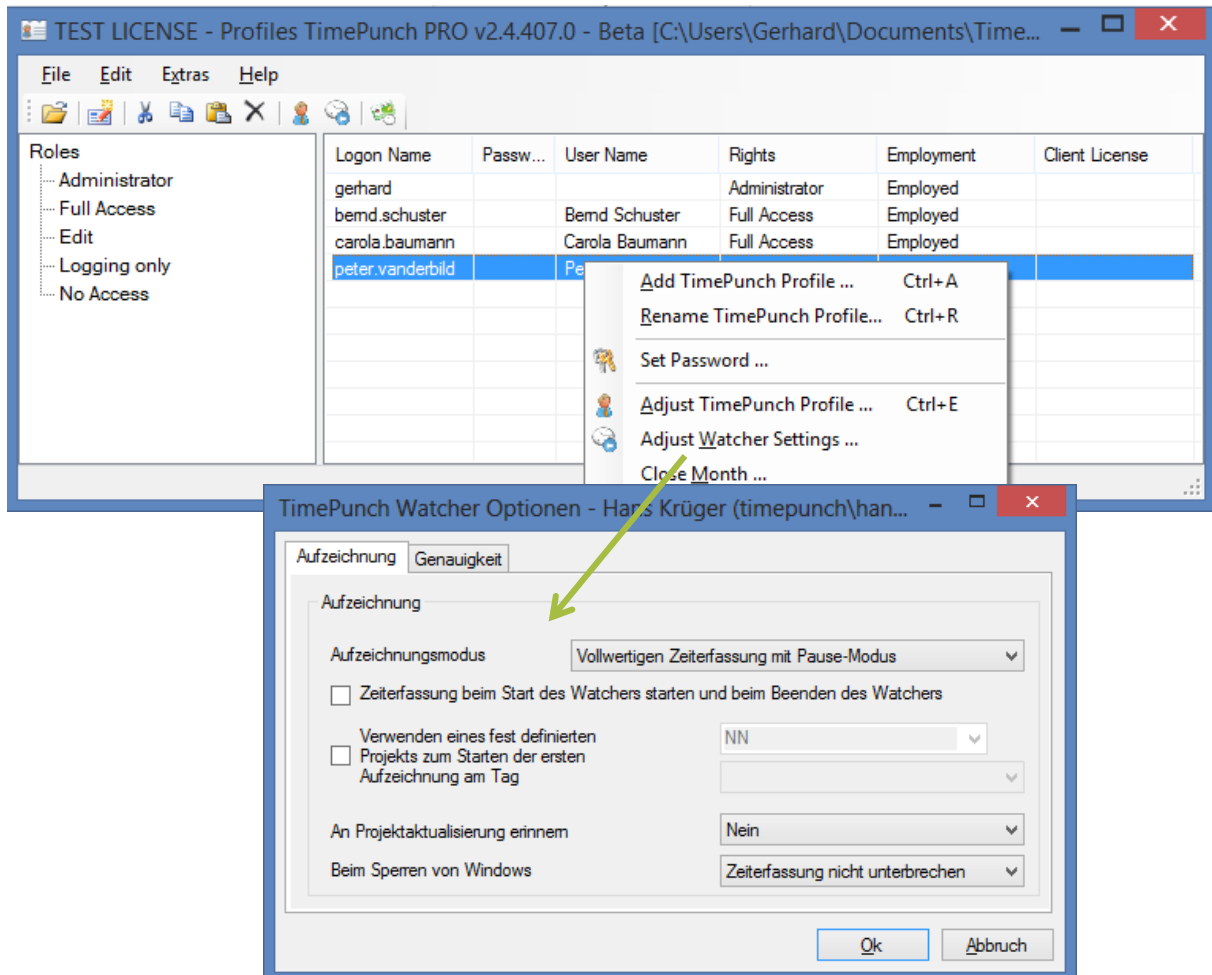 TEST LICENSE - Profiles TimePunch PRO v2.4.407.0 - Beta [C:\Users\Gerhard\Documents\Time...
File Edit Extras Help
Roles
Administrator
Full Access
Edit
Logging only
No Access
Logon Name Passw... User Name Rights Employment Client License
gerhard Administrator Employed
bernd.schuster Bernd Schuster Full Access Employed
carola.baumann Carola Baumann Full Access Employed
peter.vanderbild Pe
Add TimePunch Profile ... Ctrl+A
Rename TimePunch Profile... Ctrl+R
Set Password ...
Adjust TimePunch Profile ... Ctrl+E
Adjust Watcher Settings ...
Close Month ...
TimePunch Watcher Optionen - Hans Krüger (timepunch\han...
Aufzeichnung Genauigkeit
Aufzeichnung
Aufzeichnungsmodus Vollwertigen Zeiterfassung mit Pause-Modus
Zeiterfassung beim Start des Watchers starten und beim Beenden des Watchers
Verwenden eines fest definierten
Projekts zum Starten der ersten
Aufzeichnung am Tag
NN
An Projektaktualisierung erinnern Nein
Beim Sperren von Windows Zeiterfassung nicht unterbrechen
Ok Abbruch